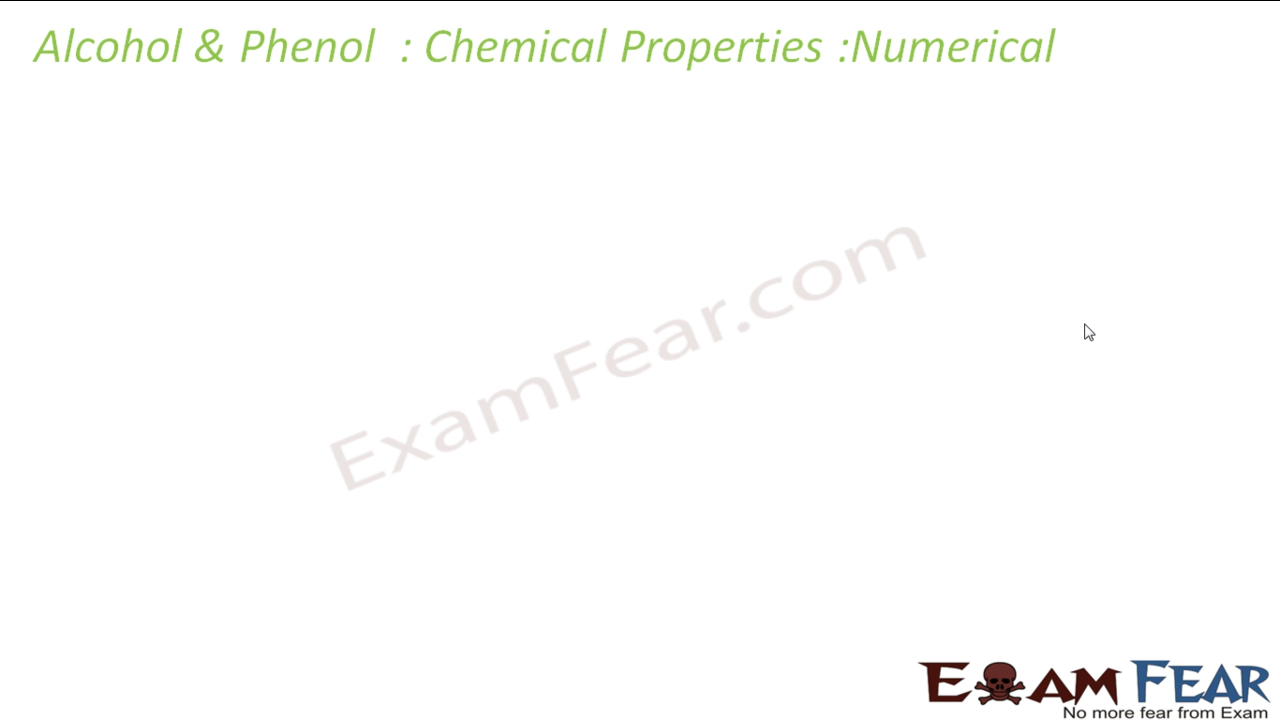 Alcohol & Phenol : Chemical Properties :Numerical
ExamFear.com
EXAM FEAR
No more fear from Exam